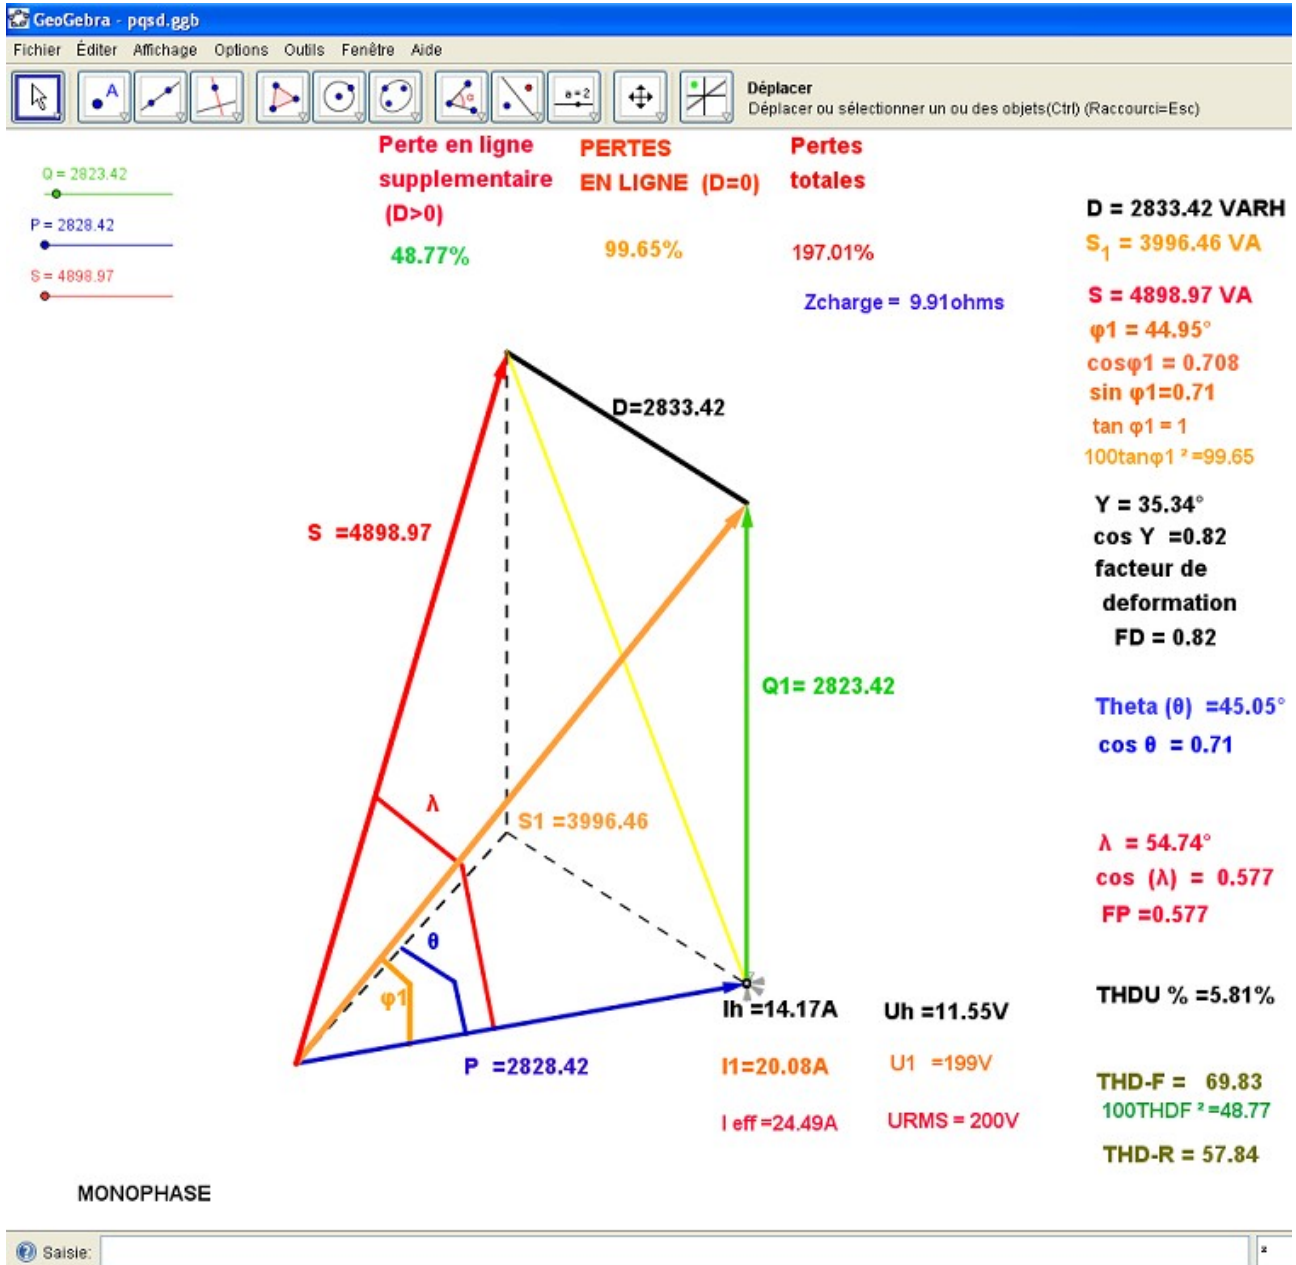 GeoGebra - pqsd.ggb
Fichier Éditer Affichage Options Outils Fenêtre Aide
A
a=2
Déplacer
Déplacer ou sélectionner un ou des objets(Ctrl) (Raccourci=Esc)
Q = 2823.42
P = 2828.42
S = 4898.97
Perte en ligne
supplementaire
(D>0)
48.77%
PERTES
EN LIGNE (D=0)
99.65%
Pertes
totales
197.01%
Zcharge = 9.91ohms
D = 2833.42 VARH
S₁ = 3996.46 VA
S = 4898.97 VA
φ1 = 44.95°
cosφ1 = 0.708
sin φ1=0.71
tan φ1 = 1
100tanφ1 ²=99.65
Y = 35.34°
cos Y =0.82
facteur de
deformation
FD = 0.82
Theta (θ) =45.05°
cos θ = 0.71
λ = 54.74°
cos (λ) = 0.577
FP =0.577
THDU % =5.81%
THD-F = 69.83
100THDF ²=48.77
THD-R = 57.84
D=2833.42
S =4898.97
Q1= 2823.42
λ
S1 =3996.46
θ
φ1
P =2828.42
Ih =14.17A
Uh =11.55V
I1=20.08A
U1 =199V
I eff =24.49A
URMS = 200V
MONOPHASE
Saisie:
²